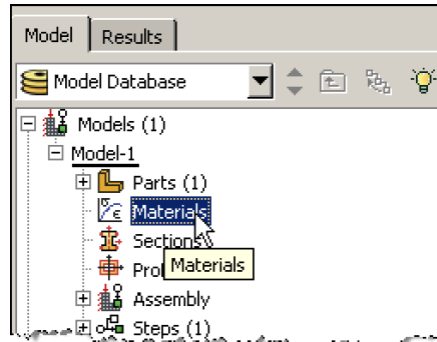 Model Results
Model Database
Models (1)
Model-1
Parts (1)
σ/ε Materials
Sections
Materials
Assembly
Steps (1)